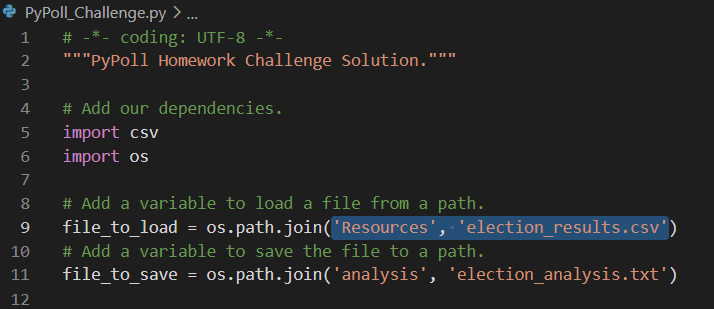 PyPoll_Challenge.py > ...
1 # -*- coding: UTF-8 -*-
2 """PyPoll Homework Challenge Solution."""
3
4 # Add our dependencies.
5 import csv
6 import os
7
8 # Add a variable to load a file from a path.
9 file_to_load = os.path.join('Resources', 'election_results.csv')
10 # Add a variable to save the file to a path.
11 file_to_save = os.path.join('analysis', 'election_analysis.txt')
12